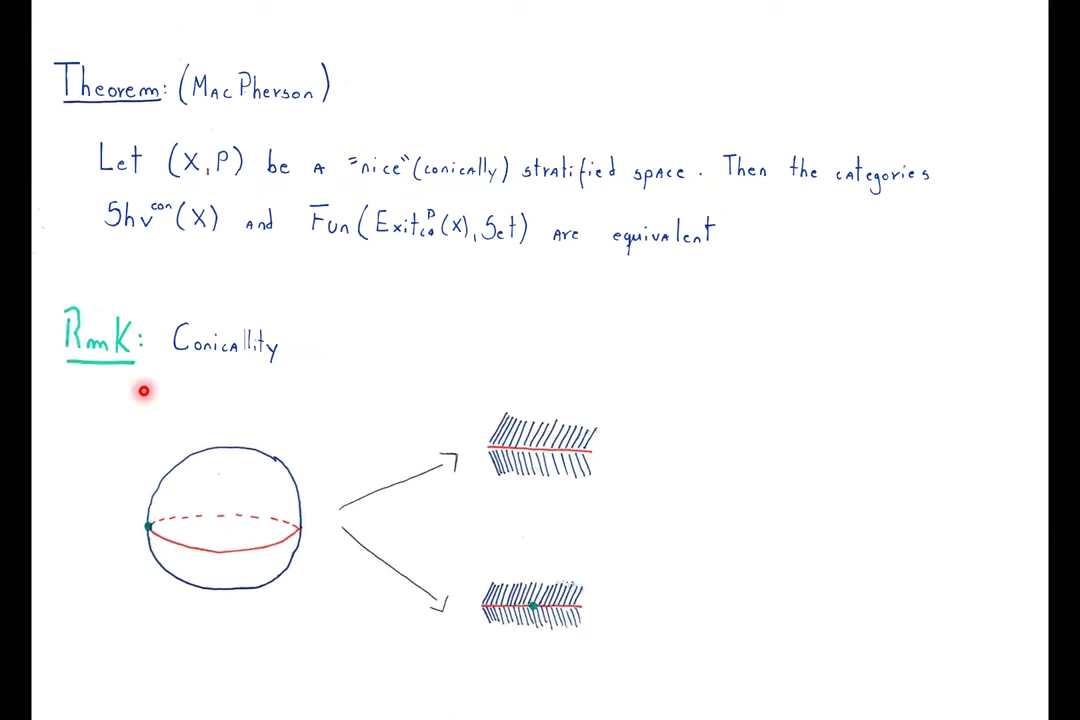 Theorem: (MacPherson)
Let (X, P) be a "nice" (conically) stratified space. Then the categories
Shv^con(X) and Fun(Exit^P_∞(X), Set) are equivalent
Rmk: Conicallity